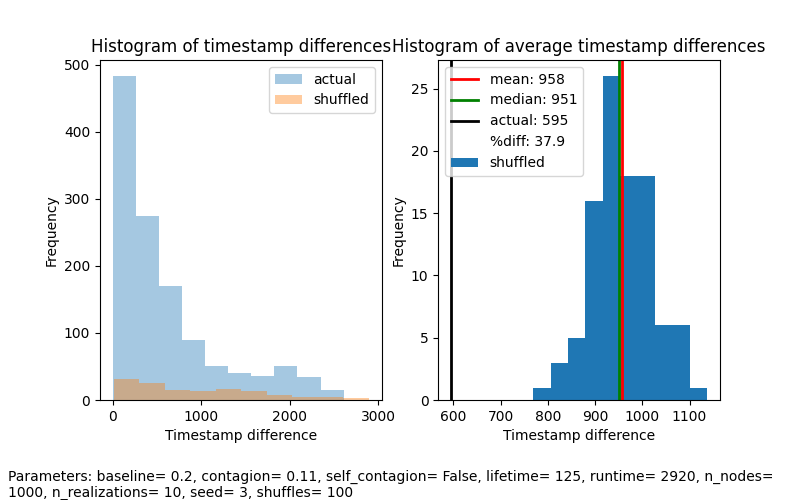 Histogram of timestamp differences
Histogram of average timestamp differences
500
400
300
200
100
0
Frequency
actual
shuffled
0
1000
2000
3000
Timestamp difference
25
20
15
10
5
0
Frequency
mean: 958
median: 951
actual: 595
%diff: 37.9
shuffled
600
700
800
900
1000
1100
Timestamp difference
Parameters: baseline= 0.2, contagion= 0.11, self_contagion= False, lifetime= 125, runtime= 2920, n_nodes=
1000, n_realizations= 10, seed= 3, shuffles= 100